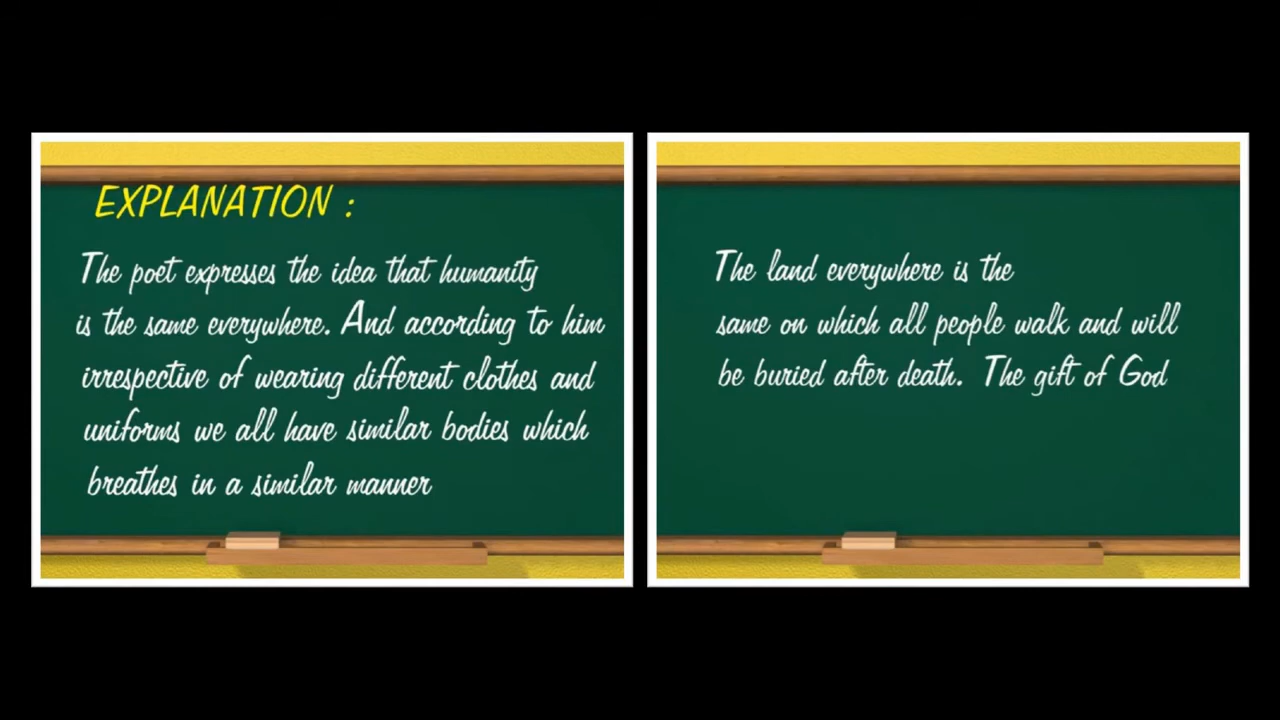 EXPLANATION :
The poet expresses the idea that humanity
is the same everywhere. And according to him
irrespective of wearing different clothes and
uniforms we all have similar bodies which
breathes in a similar manner
The land everywhere is the
same on which all people walk and will
be buried after death. The gift of God